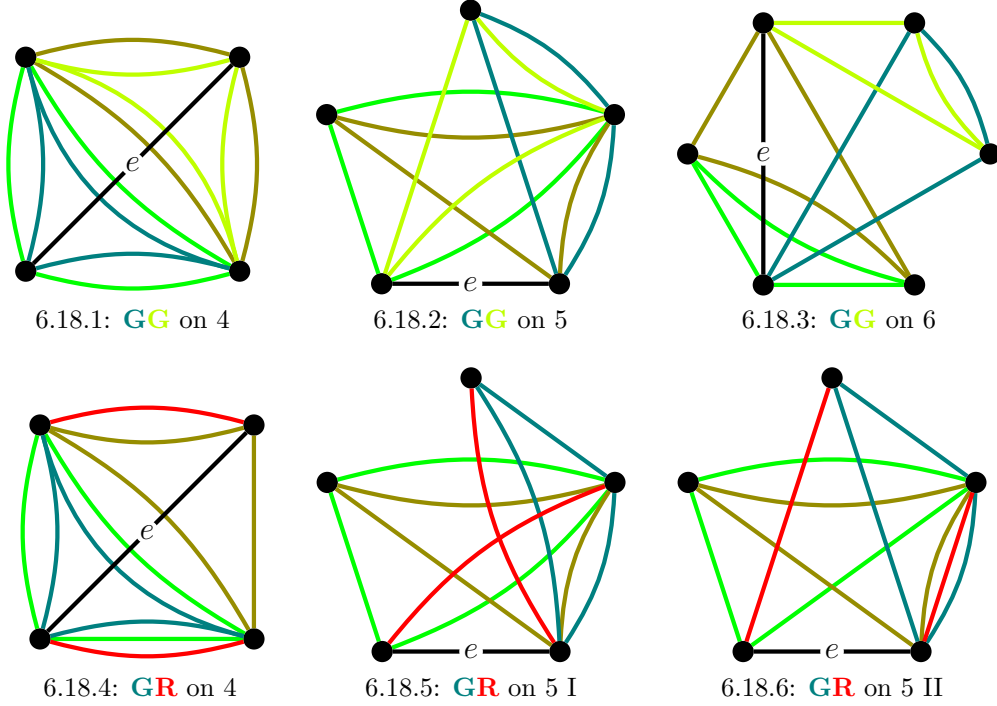 e
e
e
6.18.1: GG on 4
6.18.2: GG on 5
6.18.3: GG on 6
e
e
e
6.18.4: GR on 4
6.18.5: GR on 5 I
6.18.6: GR on 5 II